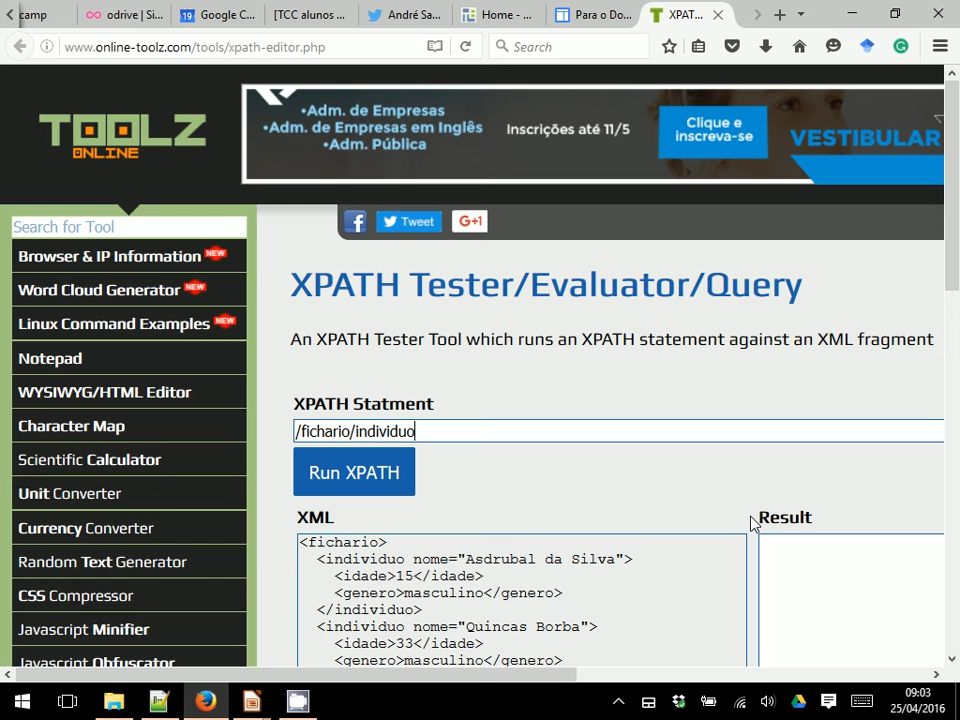 camp
odrive | Si...
19 Google C...
[TCC alunos ...
André Sa...
Home - ...
Para o Do...
XPAT...
www.online-toolz.com/tools/xpath-editor.php
Search
TOOLZ
ONLINE
•Adm. de Empresas
•Adm. de Empresas em Inglês
•Adm. Pública
Inscrições até 11/5
Clique e
inscreva-se
VESTIBULAR
Search for Tool
Tweet
G+1
Browser & IP Information NEW
Word Cloud Generator NEW
Linux Command Examples NEW
Notepad
WYSIWYG/HTML Editor
Character Map
Scientific Calculator
Unit Converter
Currency Converter
Random Text Generator
CSS Compressor
Javascript Minifier
Javascript Obfuscator
XPATH Tester/Evaluator/Query
An XPATH Tester Tool which runs an XPATH statement against an XML fragment
XPATH Statment
/fichario/individuo
Run XPATH
XML
Result
<fichario>
<individuo nome="Asdrubal da Silva">
<idade>15</idade>
<genero>masculino</genero>
</individuo>
<individuo nome="Quincas Borba">
<idade>33</idade>
<genero>masculino</genero>
09:03
25/04/2016